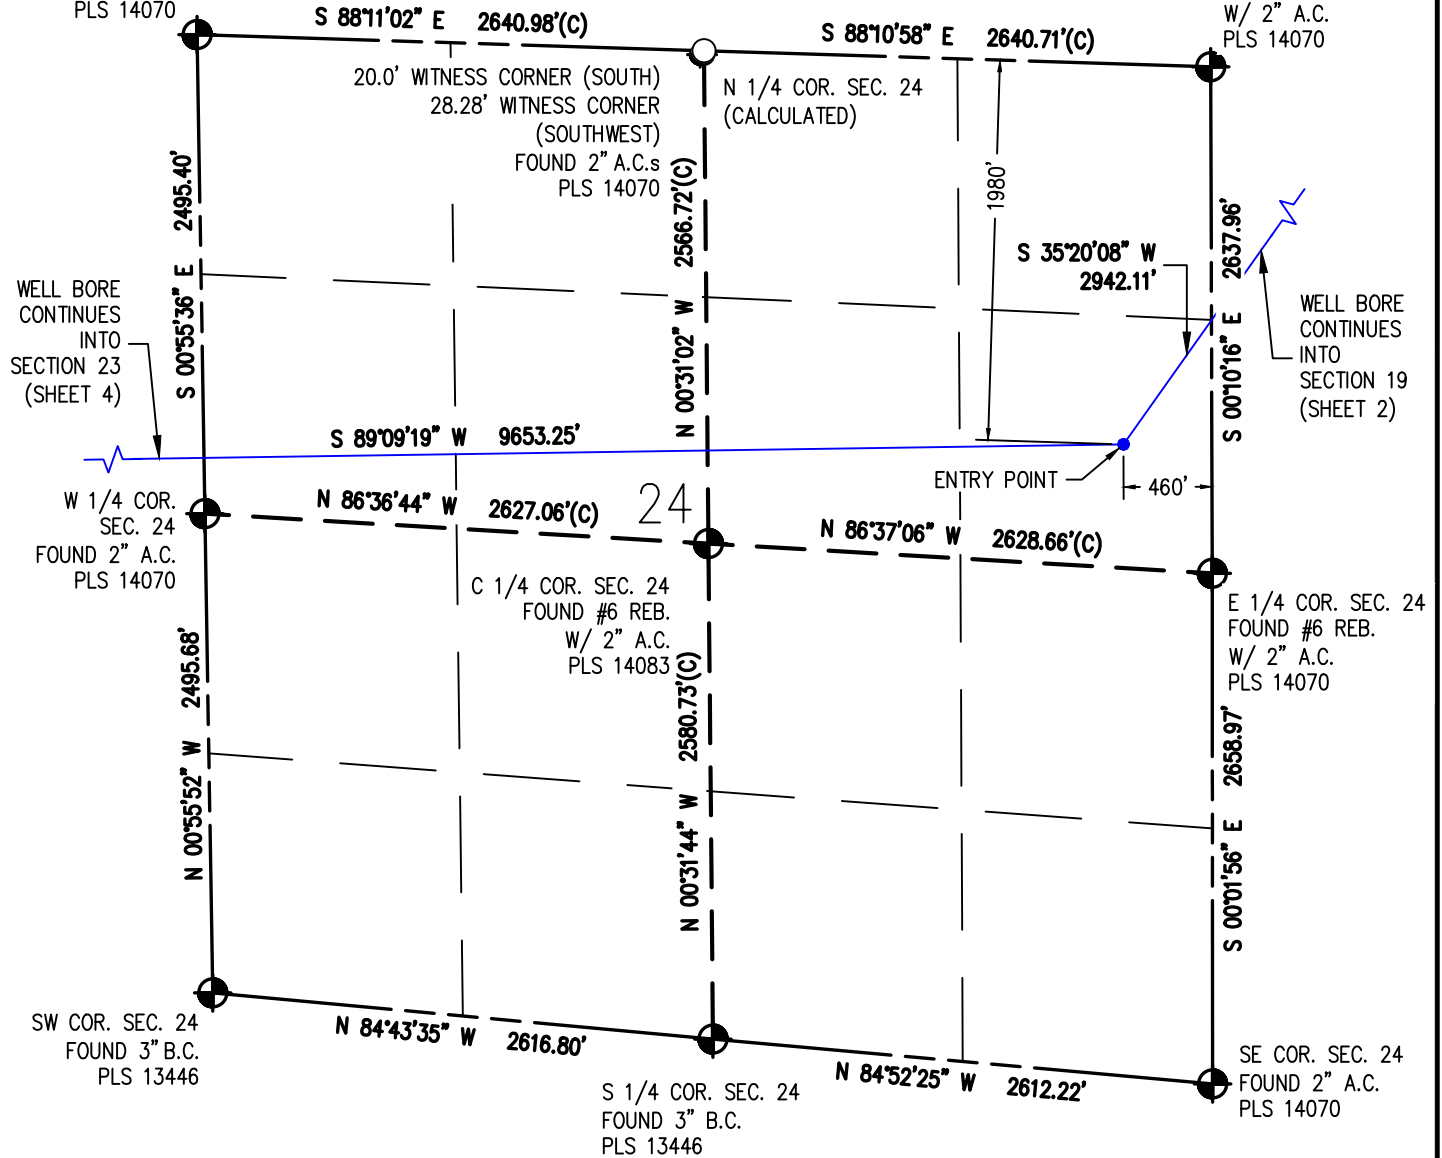 PLS 14070
S 88°11'02" E 2640.98'(C)
S 88°10'58" E 2640.71'(C)
W/ 2" A.C.
PLS 14070
20.0' WITNESS CORNER (SOUTH)
28.28' WITNESS CORNER
(SOUTHWEST)
FOUND 2" A.C.s
PLS 14070
N 1/4 COR. SEC. 24
(CALCULATED)
S 00°55'36" E 2495.40'
N 00°31'02" W 2566.72'(C)
1980'
S 35°20'08" W
2942.11'
S 00°10'16" E 2637.96'
WELL BORE
CONTINUES
INTO
SECTION 23
(SHEET 4)
WELL BORE
CONTINUES
INTO
SECTION 19
(SHEET 2)
S 89°09'19" W 9653.25'
ENTRY POINT
460'
W 1/4 COR.
SEC. 24
FOUND 2" A.C.
PLS 14070
N 86°36'44" W 2627.06'(C)
24
N 86°37'06" W 2628.66'(C)
C 1/4 COR. SEC. 24
FOUND #6 REB.
W/ 2" A.C.
PLS 14083
E 1/4 COR. SEC. 24
FOUND #6 REB.
W/ 2" A.C.
PLS 14070
N 00°55'52" W 2495.68'
N 00°31'44" W 2580.73'(C)
S 00°01'56" E 2658.97'
SW COR. SEC. 24
FOUND 3" B.C.
PLS 13446
N 84°43'35" W 2616.80'
S 1/4 COR. SEC. 24
FOUND 3" B.C.
PLS 13446
N 84°52'25" W 2612.22'
SE COR. SEC. 24
FOUND 2" A.C.
PLS 14070